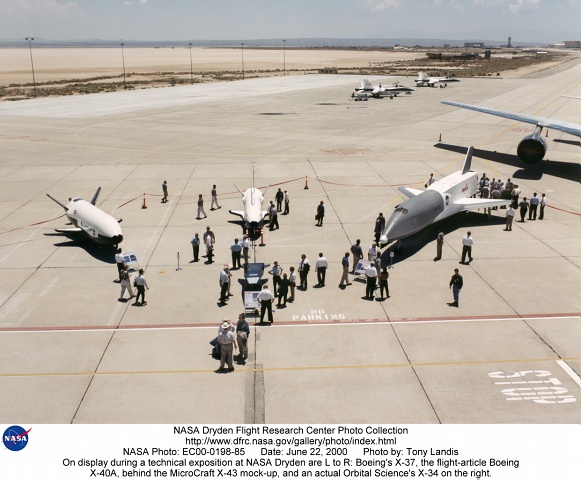 NO
PARKING
STOP
NASA
NASA Dryden Flight Research Center Photo Collection
http://www.dfrc.nasa.gov/gallery/photo/index.html
NASA Photo: EC00-0198-85 Date: June 22, 2000 Photo by: Tony Landis
On display during a technical exposition at NASA Dryden are L to R: Boeing's X-37, the flight-article Boeing
X-40A, behind the MicroCraft X-43 mock-up, and an actual Orbital Science's X-34 on the right.